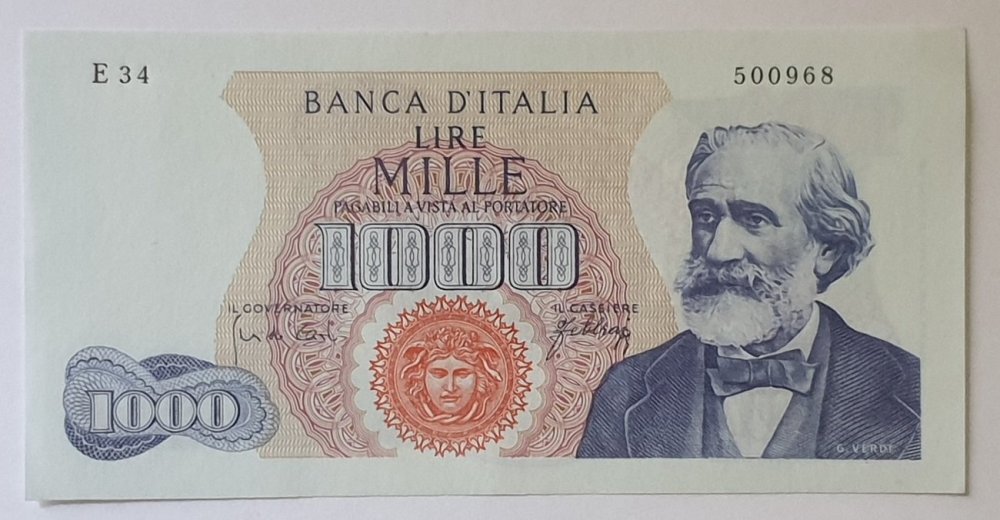 E 34 500968
BANCA D'ITALIA
LIRE
MILLE
PAGABILI A VISTA AL PORTATORE
1000
IL GOVERNATORE IL CASSIERE
1000
G. VERDI